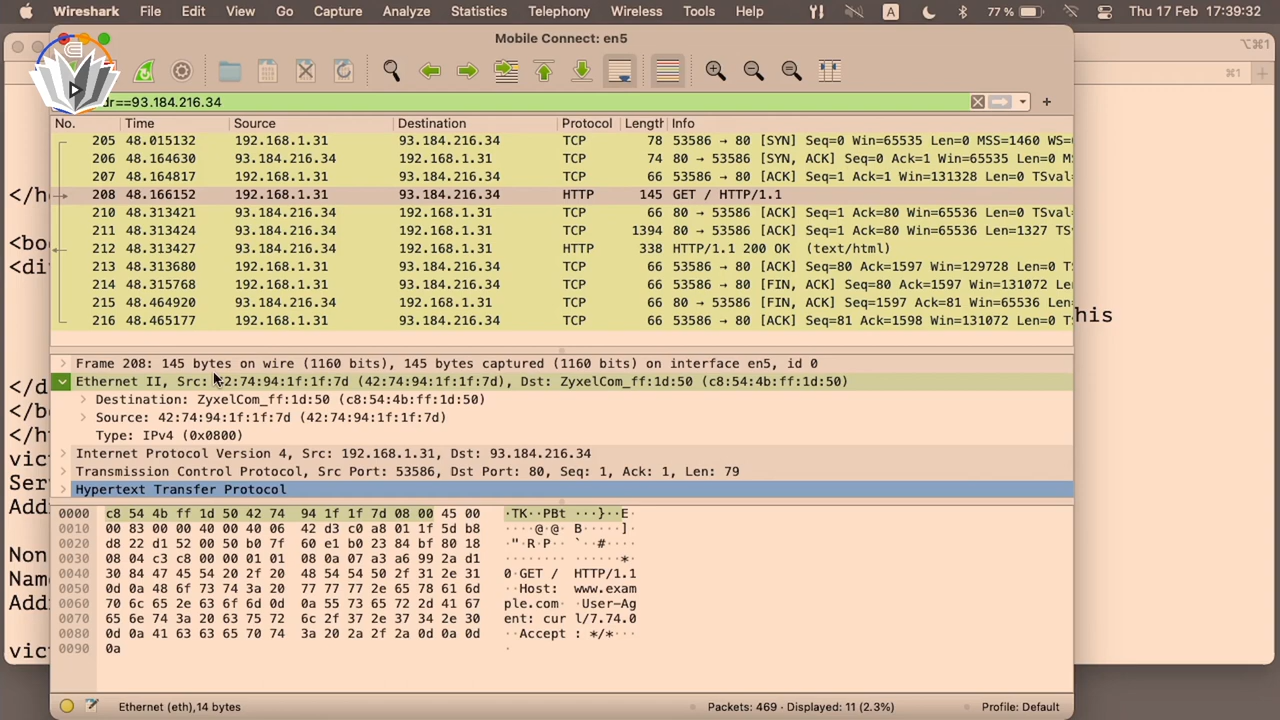 Wireshark File Edit View Go Capture Analyze Statistics Telephony Wireless Tools Help A 77 % Thu 17 Feb 17:39:32
Mobile Connect: en5
⌥⌘1
⌘1
dr==93.184.216.34
No. Time Source Destination Protocol Length Info
205 48.015132 192.168.1.31 93.184.216.34 TCP 78 53586 → 80 [SYN] Seq=0 Win=65535 Len=0 MSS=1460 WS=
206 48.164630 93.184.216.34 192.168.1.31 TCP 74 80 → 53586 [SYN, ACK] Seq=0 Ack=1 Win=65535 Len=0 M
207 48.164817 192.168.1.31 93.184.216.34 TCP 66 53586 → 80 [ACK] Seq=1 Ack=1 Win=131328 Len=0 TSval
208 48.166152 192.168.1.31 93.184.216.34 HTTP 145 GET / HTTP/1.1
210 48.313421 93.184.216.34 192.168.1.31 TCP 66 80 → 53586 [ACK] Seq=1 Ack=80 Win=65536 Len=0 TSval
211 48.313424 93.184.216.34 192.168.1.31 TCP 1394 80 → 53586 [ACK] Seq=1 Ack=80 Win=65536 Len=1327 TS
212 48.313427 93.184.216.34 192.168.1.31 HTTP 338 HTTP/1.1 200 OK (text/html)
213 48.313680 192.168.1.31 93.184.216.34 TCP 66 53586 → 80 [ACK] Seq=80 Ack=1597 Win=129728 Len=0 TS
214 48.315768 192.168.1.31 93.184.216.34 TCP 66 53586 → 80 [FIN, ACK] Seq=80 Ack=1597 Win=131072 Le
215 48.464920 93.184.216.34 192.168.1.31 TCP 66 80 → 53586 [FIN, ACK] Seq=1597 Ack=81 Win=65536 Len
216 48.465177 192.168.1.31 93.184.216.34 TCP 66 53586 → 80 [ACK] Seq=81 Ack=1598 Win=131072 Len=0 T
Frame 208: 145 bytes on wire (1160 bits), 145 bytes captured (1160 bits) on interface en5, id 0
Ethernet II, Src: 42:74:94:1f:1f:7d (42:74:94:1f:1f:7d), Dst: ZyxelCom_ff:1d:50 (c8:54:4b:ff:1d:50)
Destination: ZyxelCom_ff:1d:50 (c8:54:4b:ff:1d:50)
Source: 42:74:94:1f:1f:7d (42:74:94:1f:1f:7d)
Type: IPv4 (0x0800)
Internet Protocol Version 4, Src: 192.168.1.31, Dst: 93.184.216.34
Transmission Control Protocol, Src Port: 53586, Dst Port: 80, Seq: 1, Ack: 1, Len: 79
Hypertext Transfer Protocol
0000 c8 54 4b ff 1d 50 42 74 94 1f 1f 7d 08 00 45 00 ·TK··PBt ···}··E·
0010 00 83 00 00 40 00 40 06 42 d3 c0 a8 01 1f 5d b8 ····@·@· B·····]·
0020 d8 22 d1 52 00 50 b0 7f 60 e1 b0 23 84 bf 80 18 ·"·R·P·· `··#····
0030 08 04 c3 c8 00 00 01 01 08 0a 07 a3 a6 99 2a d1 ········ ······*·
0040 30 84 47 45 54 20 2f 20 48 54 54 50 2f 31 2e 31 0·GET / HTTP/1.1
0050 0d 0a 48 6f 73 74 3a 20 77 77 77 2e 65 78 61 6d ··Host: www.exam
0060 70 6c 65 2e 63 6f 6d 0d 0a 55 73 65 72 2d 41 67 ple.com· ·User-Ag
0070 65 6e 74 3a 20 63 75 72 6c 2f 37 2e 37 34 2e 30 ent: cur l/7.74.0
0080 0d 0a 41 63 63 65 70 74 3a 20 2a 2f 2a 0d 0a 0d ··Accept : */*···
0090 0a ·
</he
<bod
<div
his
</d
</bo
</ht
vic
Ser
Add
Non
Name
Add
vic
Ethernet (eth),14 bytes Packets: 469 · Displayed: 11 (2.3%) Profile: Default